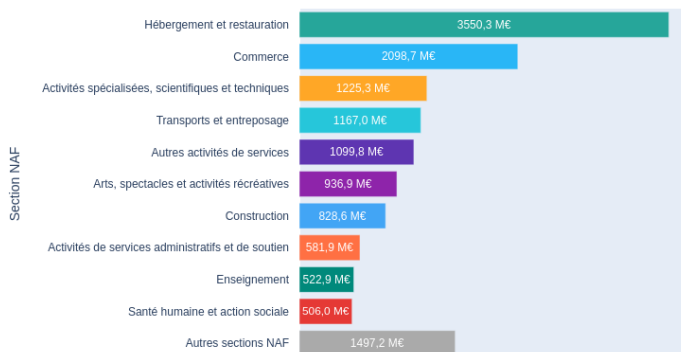 Section NAF
Hébergement et restauration 3550,3 M€
Commerce 2098,7 M€
Activités spécialisées, scientifiques et techniques 1225,3 M€
Transports et entreposage 1167,0 M€
Autres activités de services 1099,8 M€
Arts, spectacles et activités récréatives 936,9 M€
Construction 828,6 M€
Activités de services administratifs et de soutien 581,9 M€
Enseignement 522,9 M€
Santé humaine et action sociale 506,0 M€
Autres sections NAF 1497,2 M€